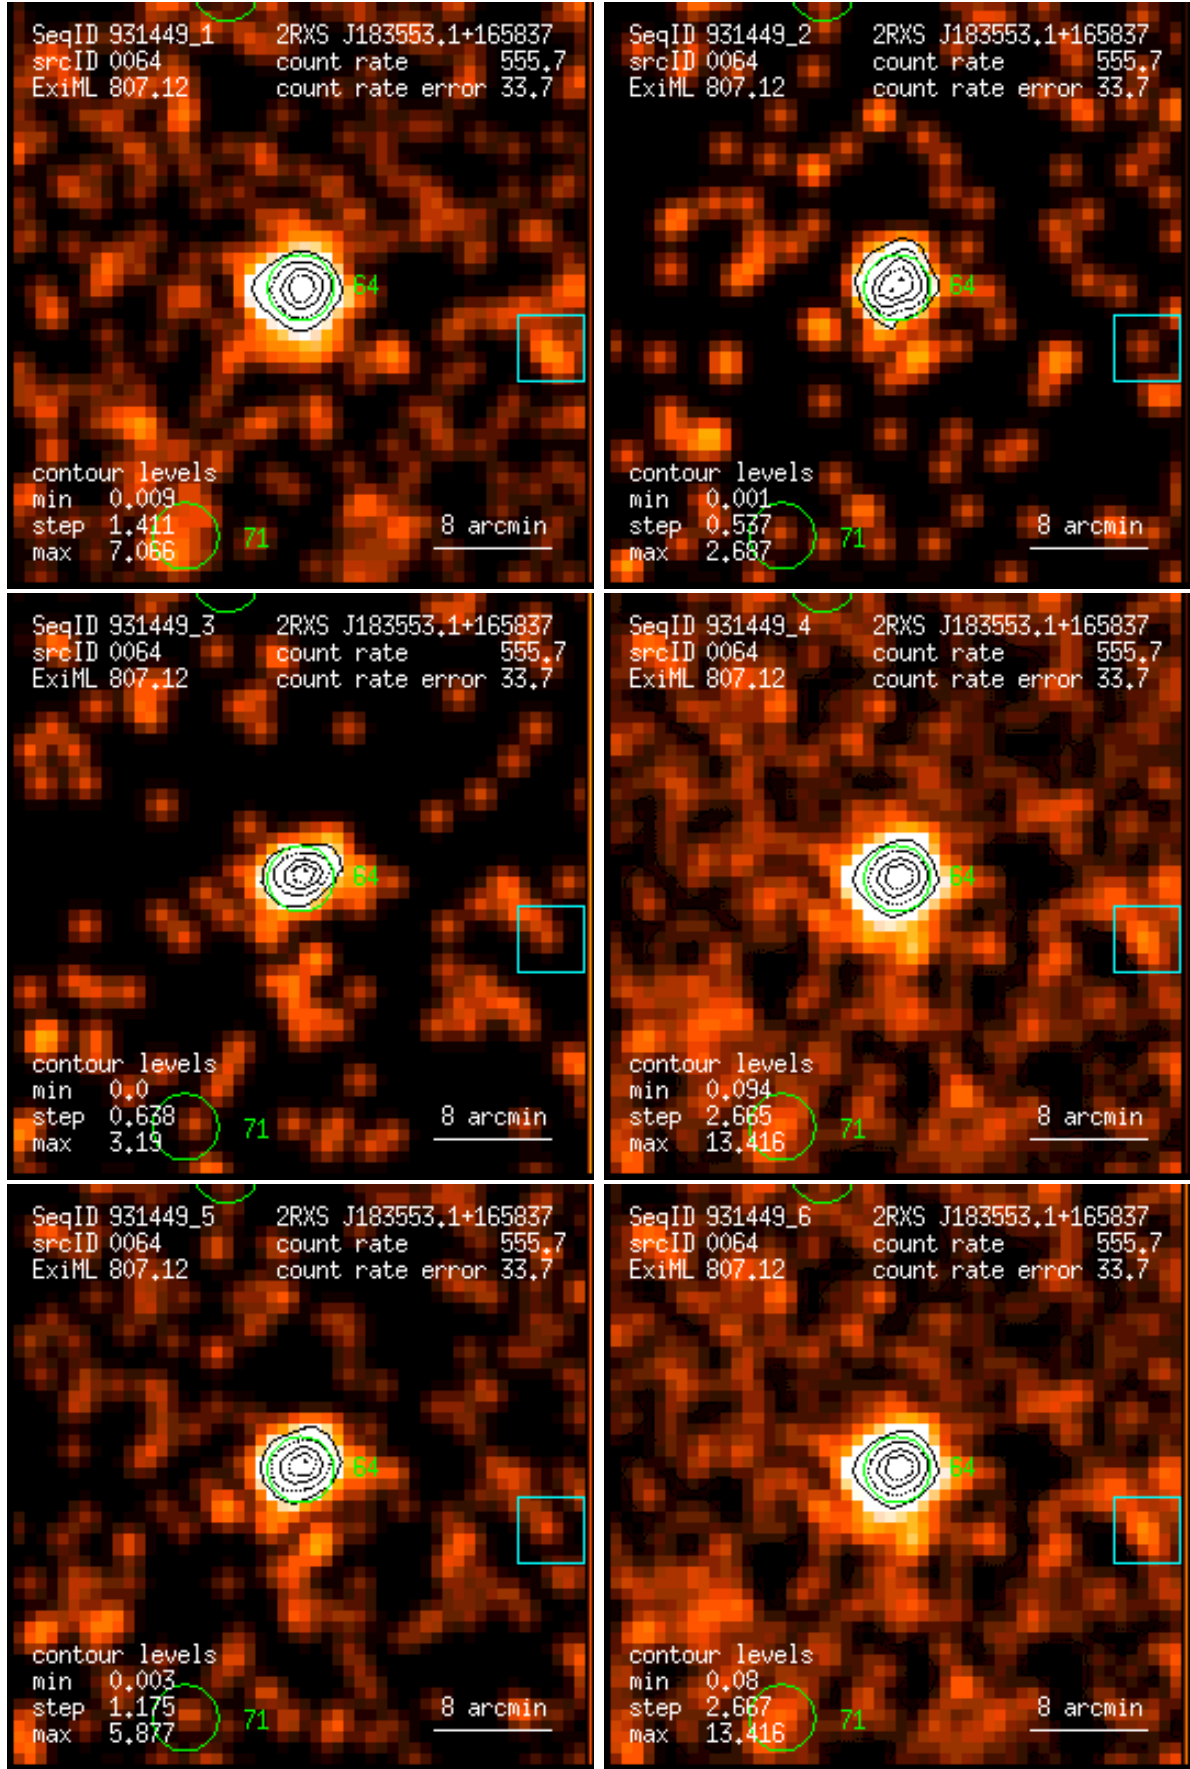 SeqID 931449_1 2RXS J183553.1+165837
srcID 0064 count rate 555.7
ExiML 807.12 count rate error 33.7
64
contour levels
min 0.009
step 1.411 8 arcmin
max 7.066 71
SeqID 931449_2 2RXS J183553.1+165837
srcID 0064 count rate 555.7
ExiML 807.12 count rate error 33.7
64
contour levels
min 0.001
step 0.537 8 arcmin
max 2.687 71
SeqID 931449_3 2RXS J183553.1+165837
srcID 0064 count rate 555.7
ExiML 807.12 count rate error 33.7
64
contour levels
min 0.0
step 0.638 8 arcmin
max 3.19 71
SeqID 931449_4 2RXS J183553.1+165837
srcID 0064 count rate 555.7
ExiML 807.12 count rate error 33.7
64
contour levels
min 0.094
step 2.665 8 arcmin
max 13.416 71
SeqID 931449_5 2RXS J183553.1+165837
srcID 0064 count rate 555.7
ExiML 807.12 count rate error 33.7
64
contour levels
min 0.003
step 1.175 8 arcmin
max 5.877 71
SeqID 931449_6 2RXS J183553.1+165837
srcID 0064 count rate 555.7
ExiML 807.12 count rate error 33.7
64
contour levels
min 0.08
step 2.667 8 arcmin
max 13.416 71